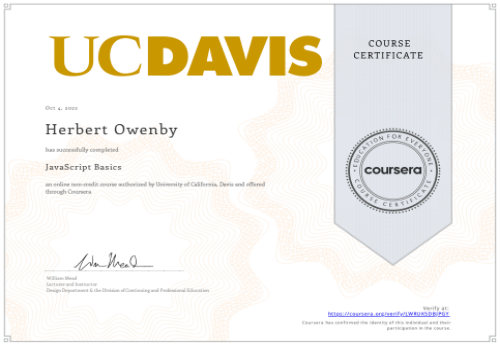 UCDAVIS
COURSE
CERTIFICATE
Oct 4, 2022
Herbert Owenby
has successfully completed
JavaScript Basics
an online non-credit course authorized by University of California, Davis and offered
through Coursera
EDUCATION FOR EVERYONE
coursera
COURSE CERTIFICATE
William Mead
Lecturer and Instructor
Design Department & the Division of Continuing and Professional Education
Verify at:
https://coursera.org/verify/
Coursera has confirmed the identity of this individual and their
participation in the course.